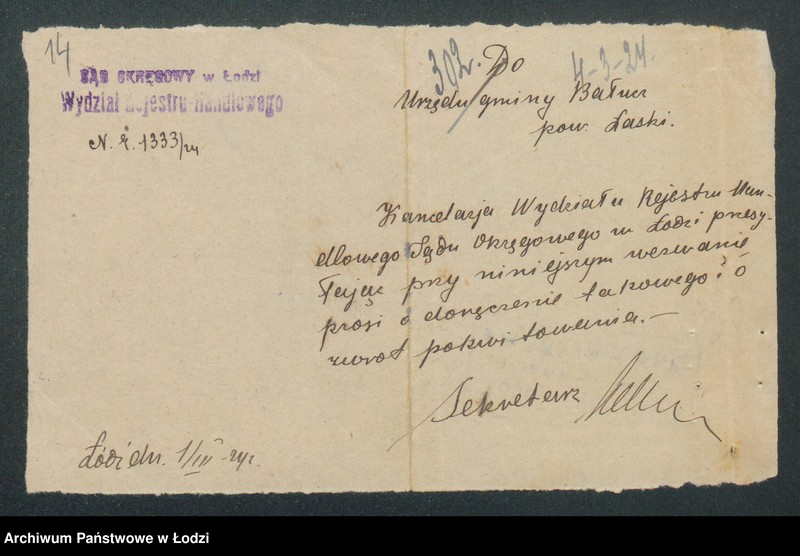 14
SĄD OKRĘGOWY w Łodzi
Wydział Rejestru Handlowego
N. 1333/24
302. Do 4-3-24.
Urzędu gminy Bałucz
pow. Łaski.
Kancelarja Wydziału Rejestru Han-
dlowego Sądu Okręgowego w Łodzi przesy-
łając przy niniejszym wezwanie
prosi o doręczenie takowego i o
zwrot pokwitowania.—
Sekretarz
Łódź dn. 1/III-24r.
Archiwum Państwowe w Łodzi